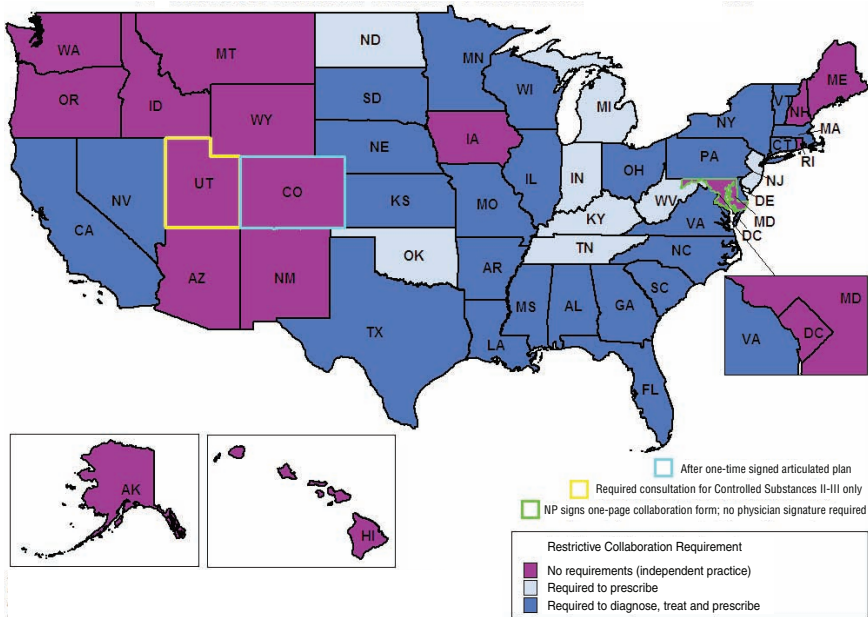 ND
WA
MT
MN
ME
OR
ID
SD
WI
VT
NH
MI
WY
NY
MA
IA
NE
CT
RI
PA
NV
UT
CO
IL
IN
OH
NJ
KS
MO
WV
DE
CA
KY
VA
MD
DC
TN
NC
OK
AZ
NM
AR
SC
MS
AL
GA
MD
TX
DC
VA
LA
FL
After one-time signed articulated plan
AK
Required consultation for Controlled Substances II-III only
NP signs one-page collaboration form; no physician signature required
HI
Restrictive Collaboration Requirement
No requirements (independent practice)
Required to prescribe
Required to diagnose, treat and prescribe